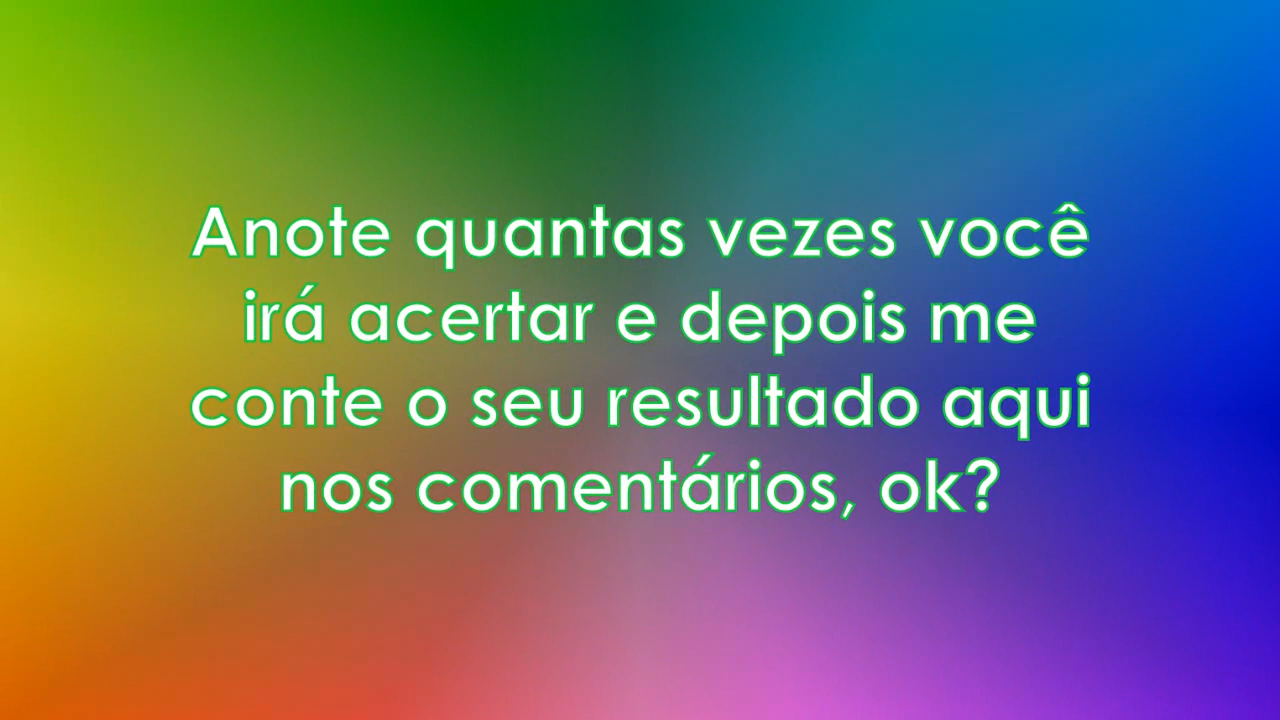 Anote quantas vezes você
irá acertar e depois me
conte o seu resultado aqui
nos comentários, ok?